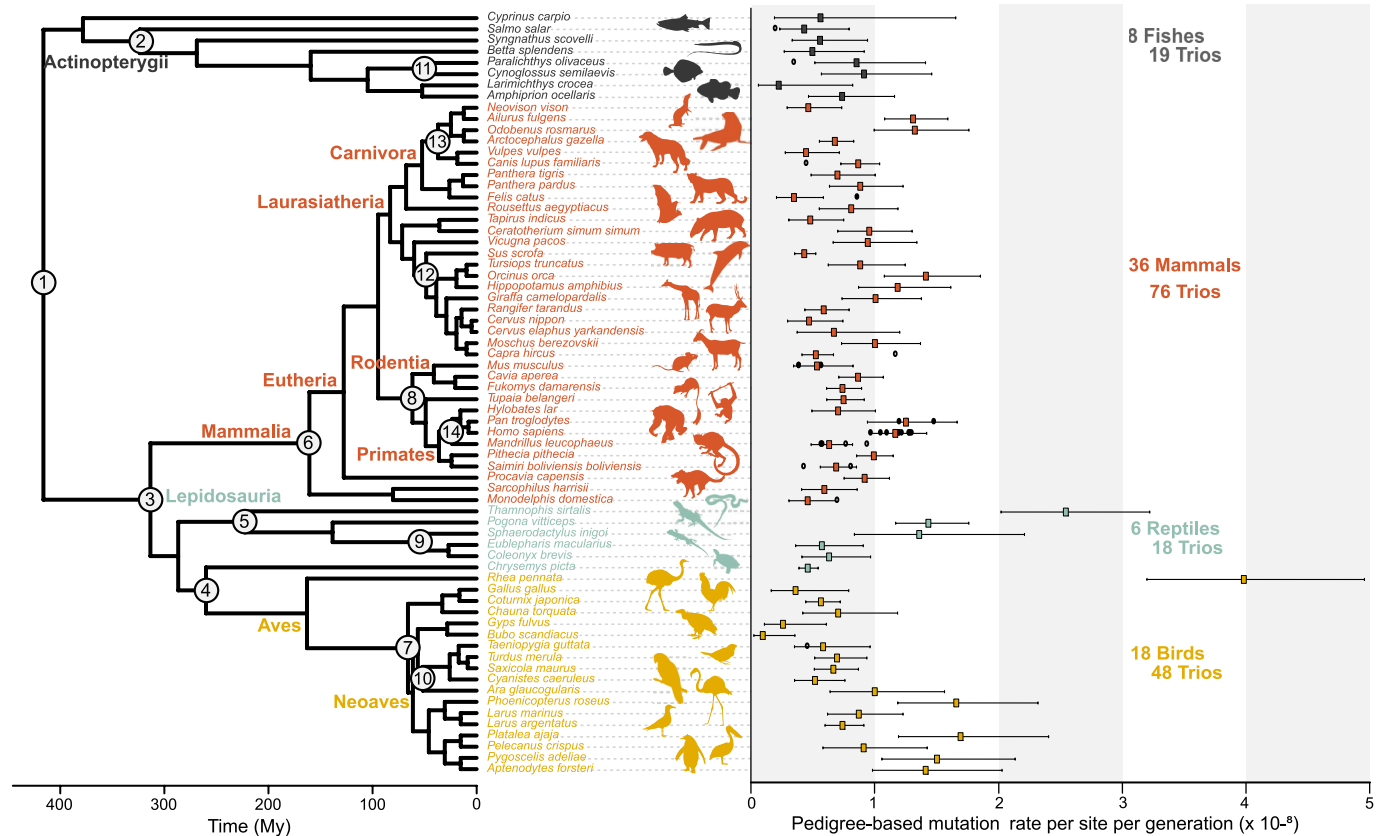 Cyprinus carpio
Salmo salar
Syngnathus scovelli
Betta splendens
Paralichthys olivaceus
Cynoglossus semilaevis
Larimichthys crocea
Amphiprion ocellaris
Neovison vison
Ailurus fulgens
Odobenus rosmarus
Arctocephalus gazella
Vulpes vulpes
Canis lupus familiaris
Panthera tigris
Panthera pardus
Felis catus
Rousettus aegyptiacus
Tapirus indicus
Ceratotherium simum simum
Vicugna pacos
Sus scrofa
Tursiops truncatus
Orcinus orca
Hippopotamus amphibius
Giraffa camelopardalis
Rangifer tarandus
Cervus nippon
Cervus elaphus yarkandensis
Moschus berezovskii
Capra hircus
Mus musculus
Cavia aperea
Fukomys damarensis
Tupaia belangeri
Hylobates lar
Pan troglodytes
Homo sapiens
Mandrillus leucophaeus
Pithecia pithecia
Saimiri boliviensis boliviensis
Procavia capensis
Sarcophilus harrisii
Monodelphis domestica
Thamnophis sirtalis
Pogona vitticeps
Sphaerodactylus inigoi
Eublepharis macularius
Coleonyx brevis
Chrysemys picta
Rhea pennata
Gallus gallus
Coturnix japonica
Chauna torquata
Gyps fulvus
Bubo scandiacus
Taeniopygia guttata
Turdus merula
Saxicola maurus
Cyanistes caeruleus
Ara glaucogularis
Phoenicopterus roseus
Larus marinus
Larus argentatus
Platalea ajaja
Pelecanus crispus
Pygoscelis adeliae
Aptenodytes forsteri
Actinopterygii
Carnivora
Laurasiatheria
Rodentia
Eutheria
Mammalia
Primates
Lepidosauria
Aves
Neoaves
1
2
3
4
5
6
7
8
9
10
11
12
13
14
8 Fishes
19 Trios
36 Mammals
76 Trios
6 Reptiles
18 Trios
18 Birds
48 Trios
400 300 200 100 0
Time (My)
0 1 2 3 4 5
Pedigree-based mutation rate per site per generation (x 10⁻⁸)